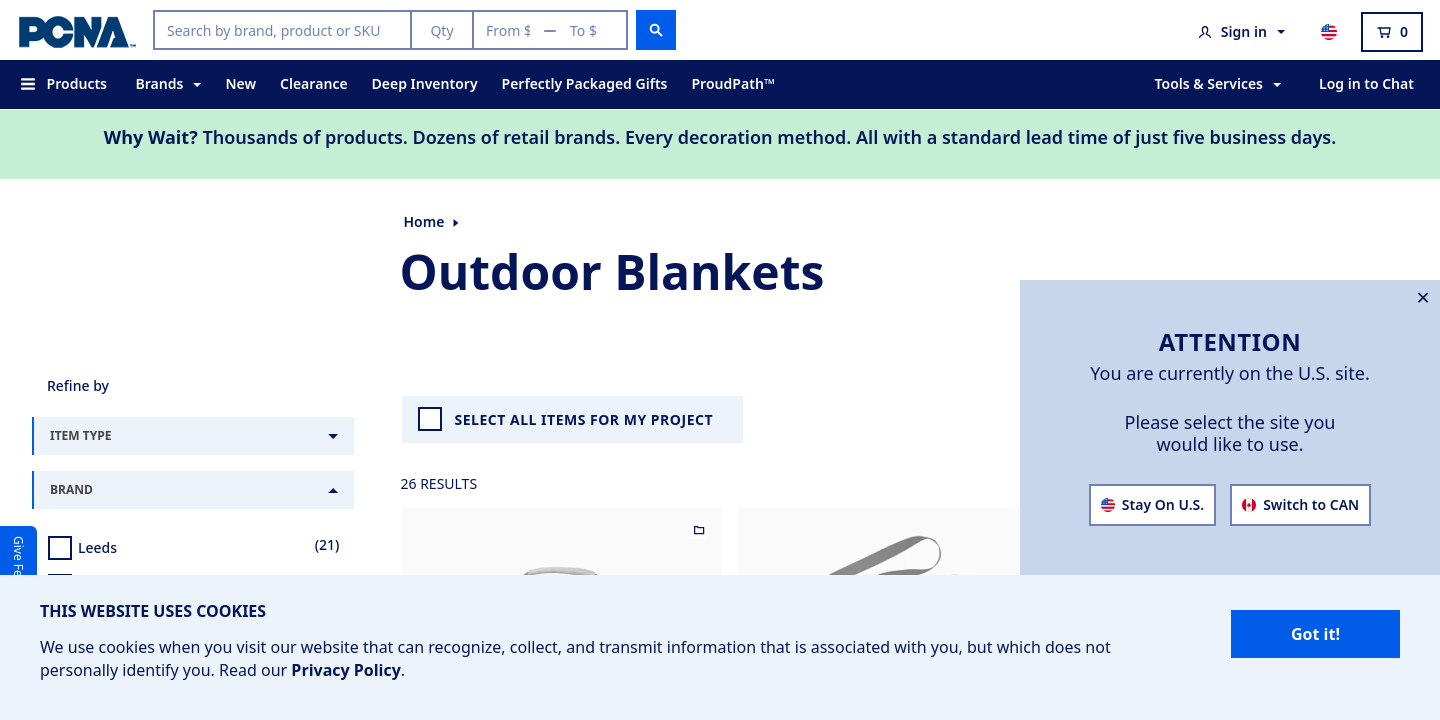 PCNA
Search by brand, product or SKU
Qty
From $ — To $
Sign in
0
Products
Brands
New
Clearance
Deep Inventory
Perfectly Packaged Gifts
ProudPath™
Tools & Services
Log in to Chat
Why Wait? Thousands of products. Dozens of retail brands. Every decoration method. All with a standard lead time of just five business days.
Home
Outdoor Blankets
ATTENTION
You are currently on the U.S. site.
Please select the site you
would like to use.
Stay On U.S.
Switch to CAN
Refine by
ITEM TYPE
BRAND
Leeds (21)
SELECT ALL ITEMS FOR MY PROJECT
26 RESULTS
Give
THIS WEBSITE USES COOKIES
We use cookies when you visit our website that can recognize, collect, and transmit information that is associated with you, but which does not
personally identify you. Read our Privacy Policy.
Got it!